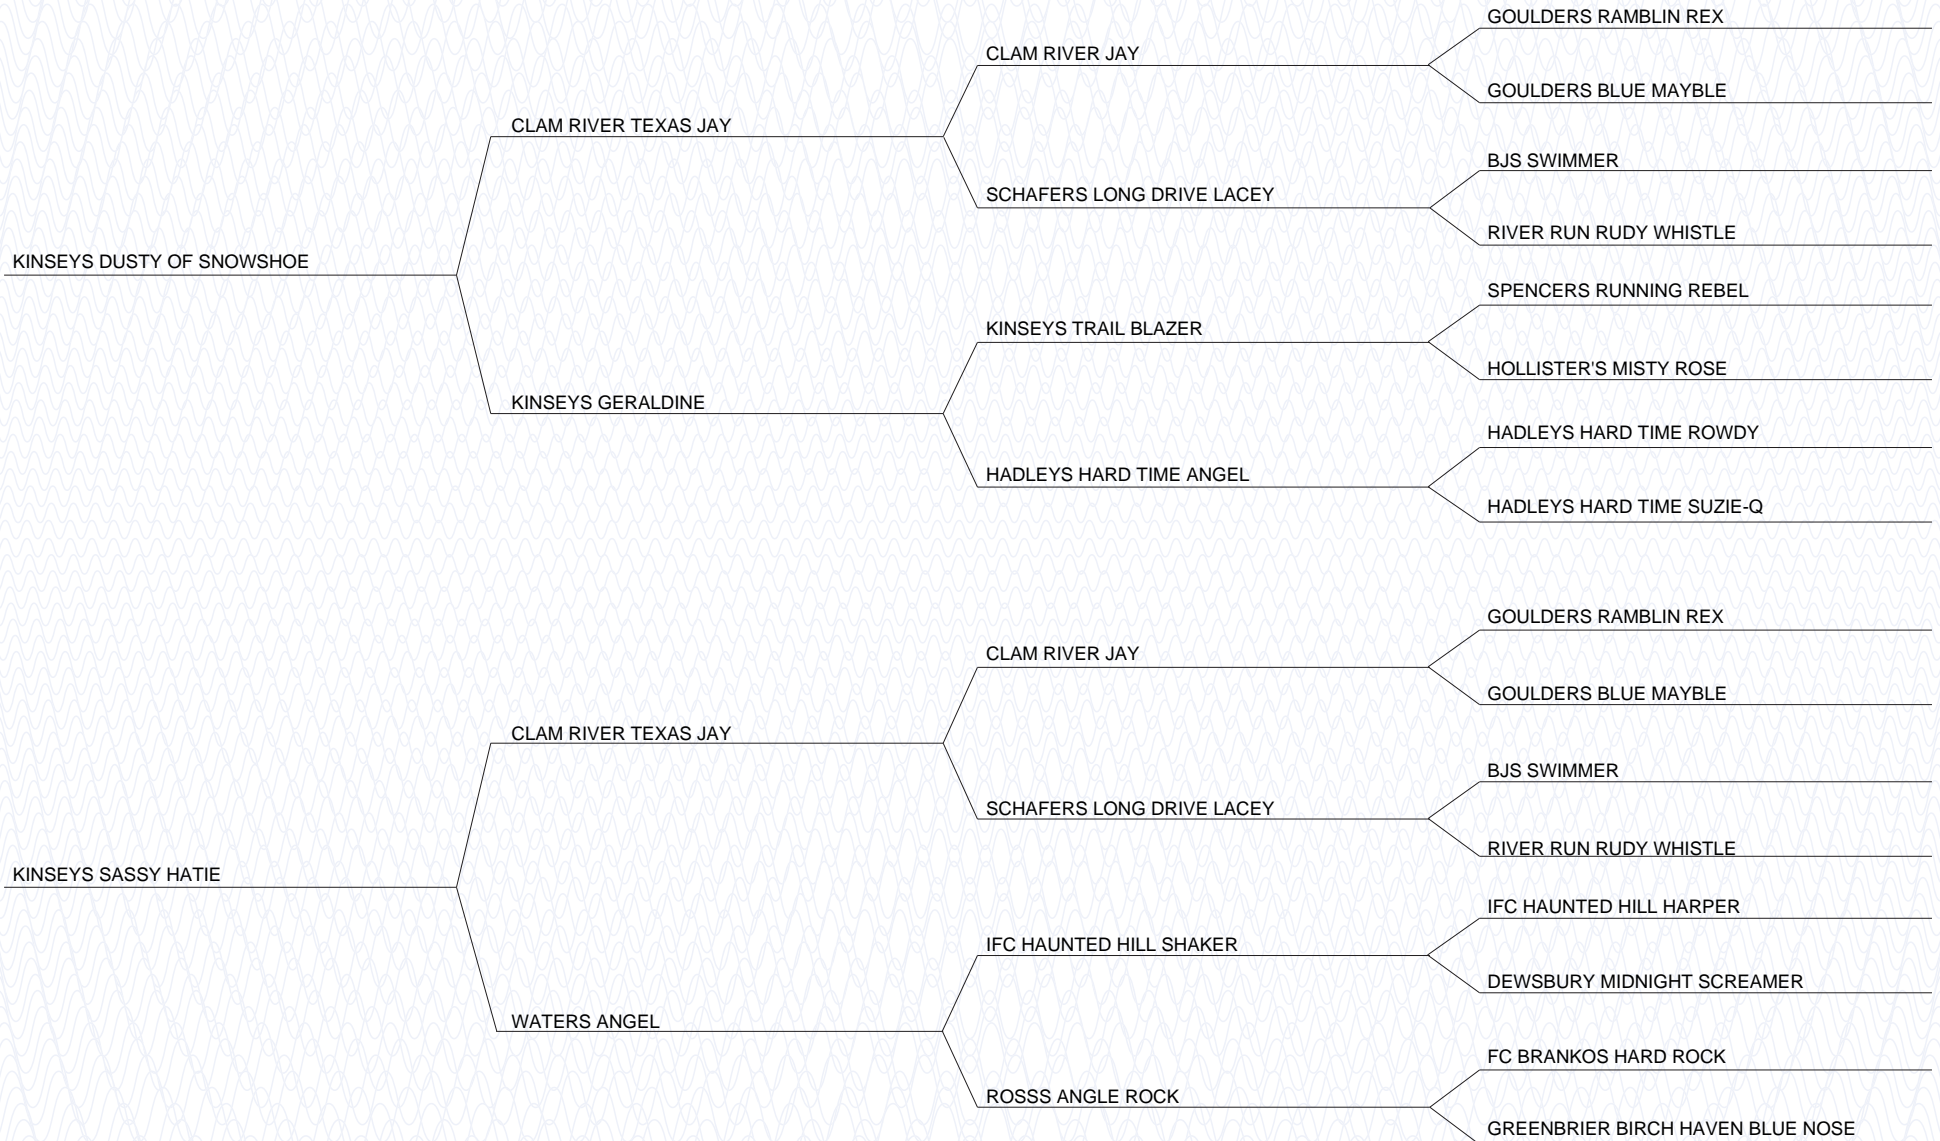 GOULDERS RAMBLIN REX
CLAM RIVER JAY
GOULDERS BLUE MAYBLE
CLAM RIVER TEXAS JAY
BJS SWIMMER
SCHAFERS LONG DRIVE LACEY
RIVER RUN RUDY WHISTLE
KINSEYS DUSTY OF SNOWSHOE
SPENCERS RUNNING REBEL
KINSEYS TRAIL BLAZER
HOLLISTER'S MISTY ROSE
KINSEYS GERALDINE
HADLEYS HARD TIME ROWDY
HADLEYS HARD TIME ANGEL
HADLEYS HARD TIME SUZIE-Q
GOULDERS RAMBLIN REX
CLAM RIVER JAY
GOULDERS BLUE MAYBLE
CLAM RIVER TEXAS JAY
BJS SWIMMER
SCHAFERS LONG DRIVE LACEY
RIVER RUN RUDY WHISTLE
KINSEYS SASSY HATIE
IFC HAUNTED HILL HARPER
IFC HAUNTED HILL SHAKER
DEWSBURY MIDNIGHT SCREAMER
WATERS ANGEL
FC BRANKOS HARD ROCK
ROSSS ANGLE ROCK
GREENBRIER BIRCH HAVEN BLUE NOSE